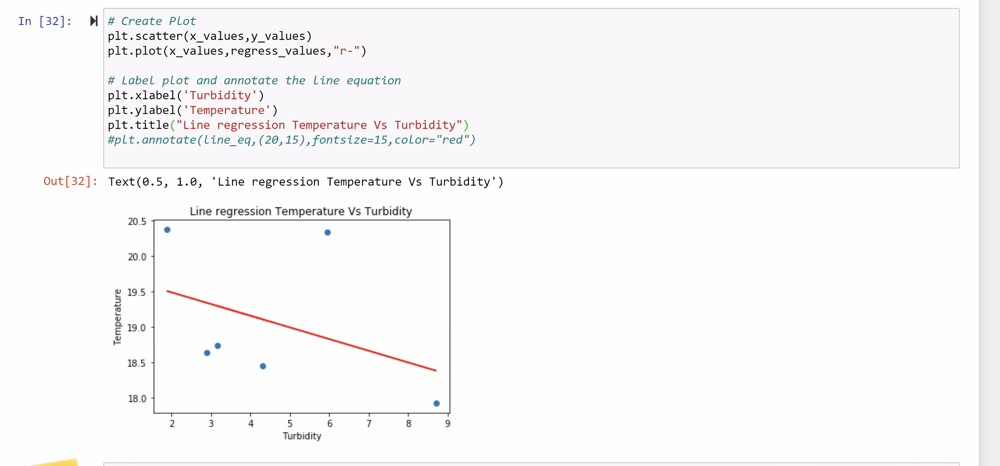 In [32]:
# Create Plot
plt.scatter(x_values,y_values)
plt.plot(x_values,regress_values,"r-")
# Label plot and annotate the line equation
plt.xlabel('Turbidity')
plt.ylabel('Temperature')
plt.title("Line regression Temperature Vs Turbidity")
#plt.annotate(line_eq,(20,15),fontsize=15,color="red")
Out[32]: Text(0.5, 1.0, 'Line regression Temperature Vs Turbidity')
Line regression Temperature Vs Turbidity
20.5
20.0
19.5
19.0
18.5
18.0
Temperature
2 3 4 5 6 7 8 9
Turbidity